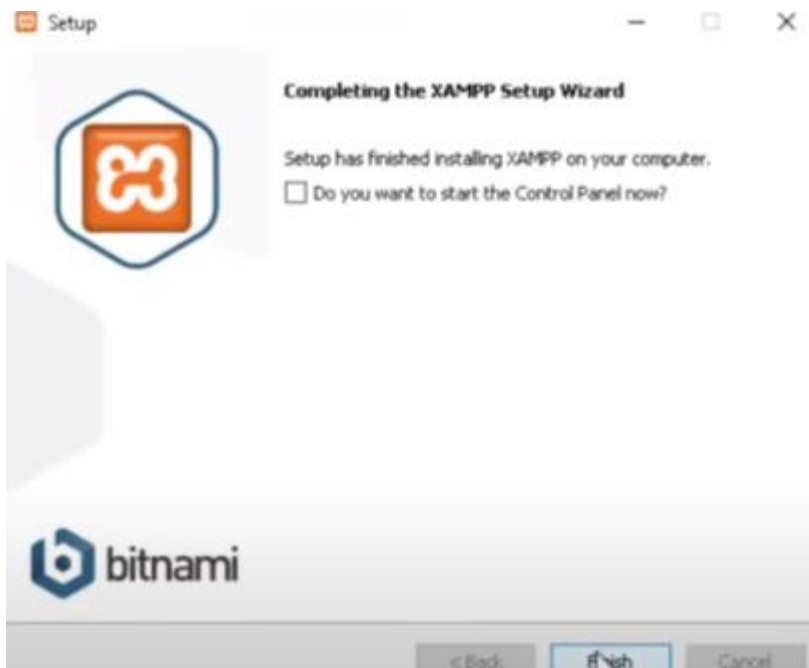 Setup
Completing the XAMPP Setup Wizard
Setup has finished installing XAMPP on your computer.
Do you want to start the Control Panel now?
bitnami
< Back
Finish
Cancel